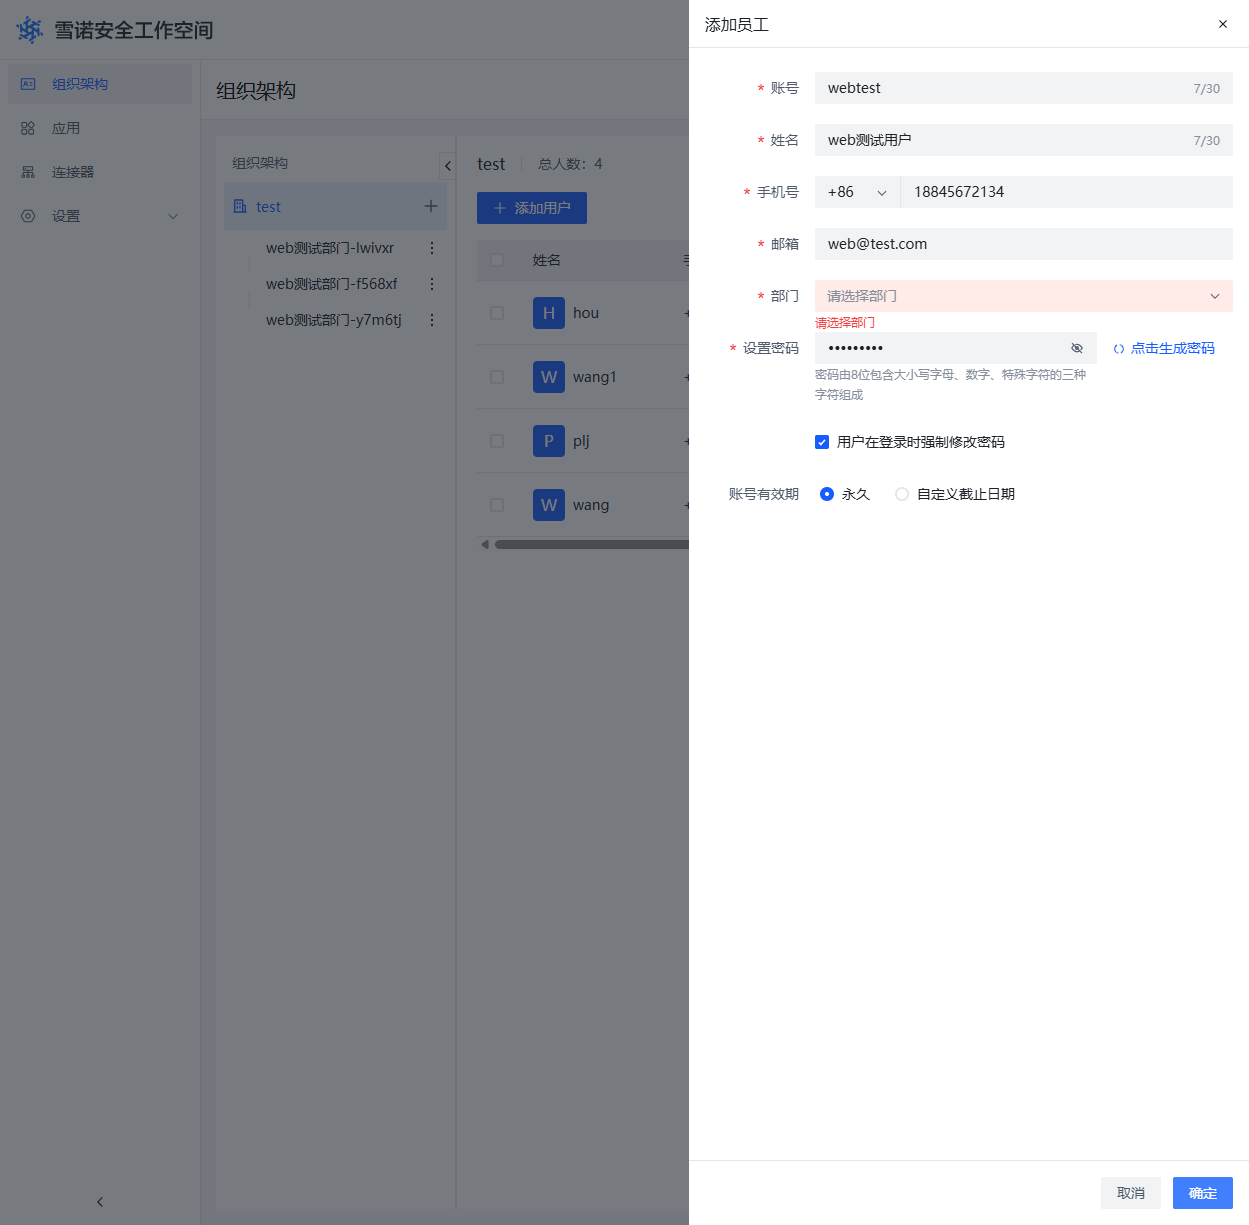 雪诺安全工作空间
组织架构
应用
连接器
设置
组织架构
组织架构
test
web测试部门-lwivxr
web测试部门-f568xf
web测试部门-y7m6tj
test
总人数：4
添加用户
姓名
H hou
W wang1
P plj
W wang
添加员工
* 账号 webtest 7/30
* 姓名 web测试用户 7/30
* 手机号 +86 18845672134
* 邮箱 web@test.com
* 部门 请选择部门
请选择部门
* 设置密码 ••••••••• 点击生成密码
密码由8位包含大小写字母、数字、特殊字符的三种
字符组成
用户在登录时强制修改密码
账号有效期 永久 自定义截止日期
取消 确定